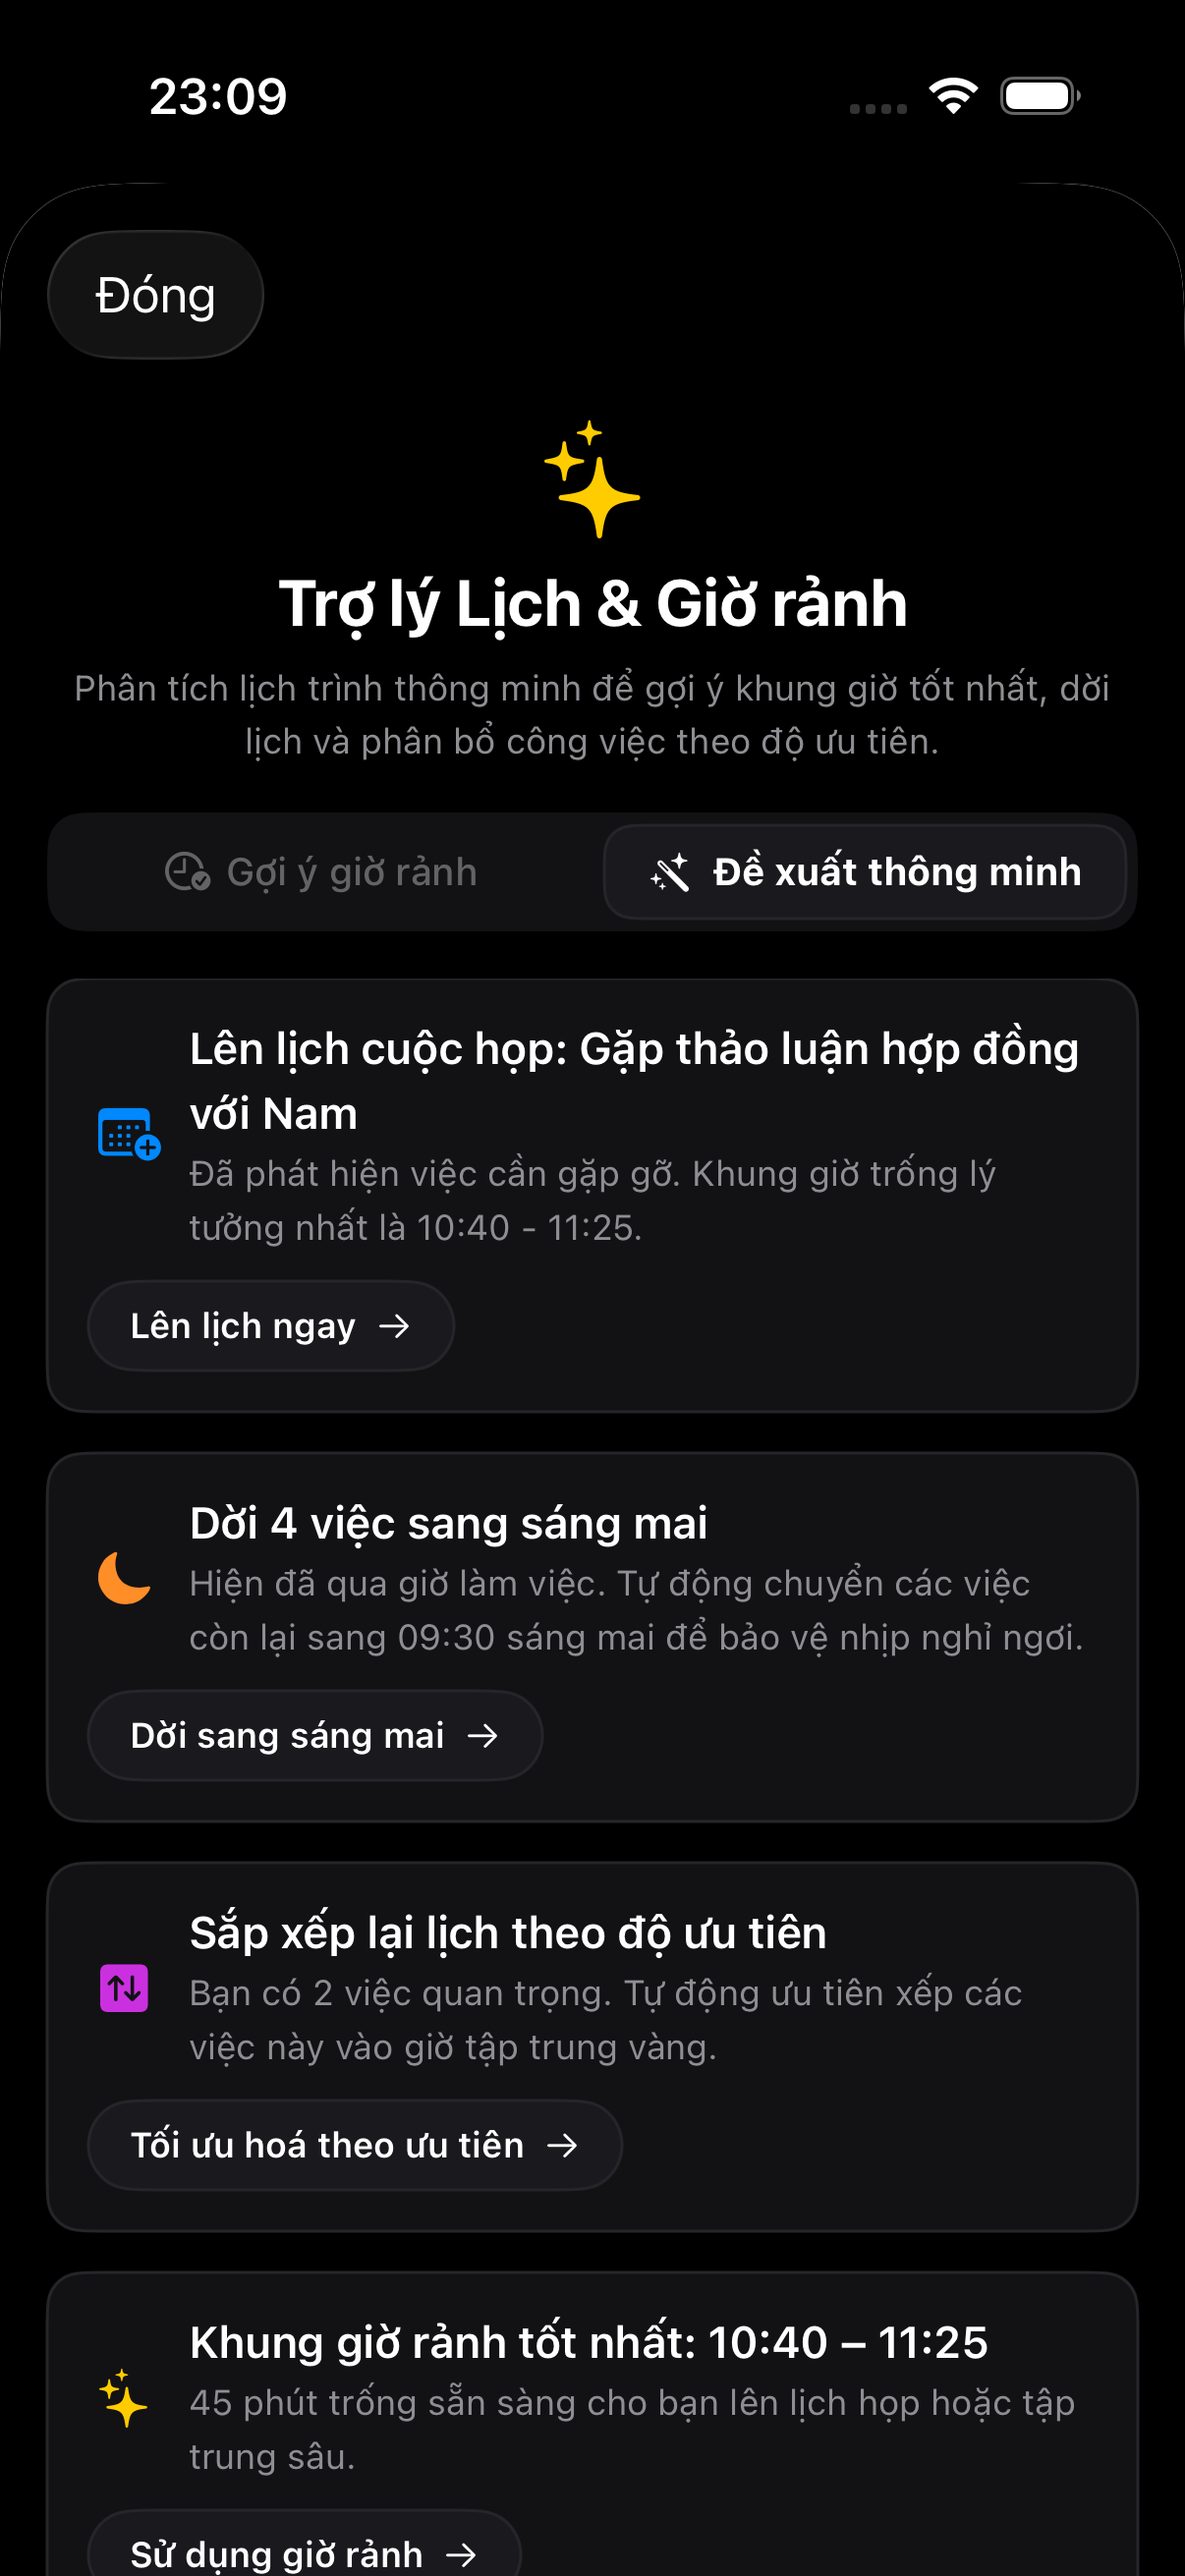 23:09
Đóng
Trợ lý Lịch & Giờ rảnh
Phân tích lịch trình thông minh để gợi ý khung giờ tốt nhất, dời
lịch và phân bổ công việc theo độ ưu tiên.
Gợi ý giờ rảnh
Đề xuất thông minh
Lên lịch cuộc họp: Gặp thảo luận hợp đồng
với Nam
Đã phát hiện việc cần gặp gỡ. Khung giờ trống lý
tưởng nhất là 10:40 - 11:25.
Lên lịch ngay →
Dời 4 việc sang sáng mai
Hiện đã qua giờ làm việc. Tự động chuyển các việc
còn lại sang 09:30 sáng mai để bảo vệ nhịp nghỉ ngơi.
Dời sang sáng mai →
Sắp xếp lại lịch theo độ ưu tiên
Bạn có 2 việc quan trọng. Tự động ưu tiên xếp các
việc này vào giờ tập trung vàng.
Tối ưu hoá theo ưu tiên →
Khung giờ rảnh tốt nhất: 10:40 – 11:25
45 phút trống sẵn sàng cho bạn lên lịch họp hoặc tập
trung sâu.
Sử dụng giờ rảnh →